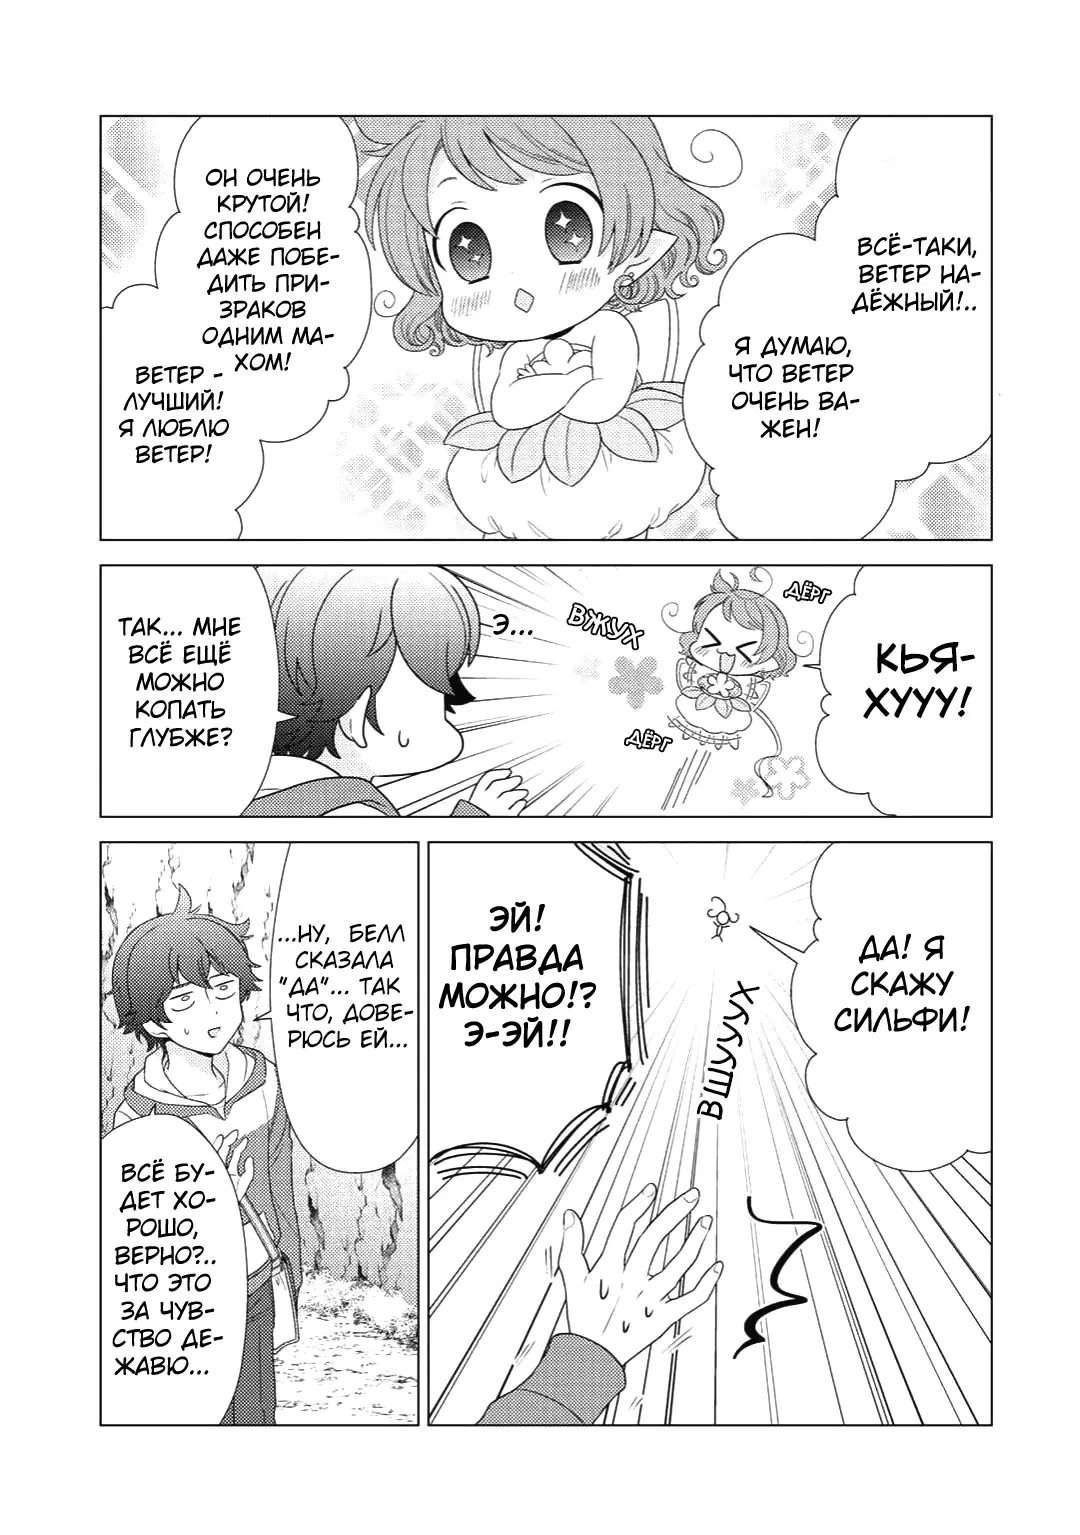 ВСЁ-ТАКИ,
ВЕТЕР НА-
ДЁЖНЫЙ!..
Я ДУМАЮ,
ЧТО ВЕТЕР
ОЧЕНЬ ВА-
ЖЕН!
ОН ОЧЕНЬ
КРУТОЙ!
СПОСОБЕН
ДАЖЕ ПОБЕ-
ДИТЬ ПРИ-
ЗРАКОВ
ОДНИМ МА-
ХОМ!
ВЕТЕР -
ЛУЧШИЙ!
Я ЛЮБЛЮ
ВЕТЕР!
КЬЯ-
ХУУУ!
ДЁРГ
ДЁРГ
ВЖУХ
Э...
ТАК... МНЕ
ВСЁ ЕЩЁ
МОЖНО
КОПАТЬ
ГЛУБЖЕ?
ДА! Я
СКАЖУ
СИЛЬФИ!
ВШУУУХ
ЭЙ!
ПРАВДА
МОЖНО!?
Э-ЭЙ!!
...НУ, БЕЛЛ
СКАЗАЛА
"ДА"... ТАК
ЧТО, ДОВЕ-
РЮСЬ ЕЙ...
ВСЁ БУ-
ДЕТ ХО-
РОШО,
ВЕРНО?..
ЧТО ЭТО
ЗА ЧУВ-
СТВО ДЕ-
ЖАВЮ...